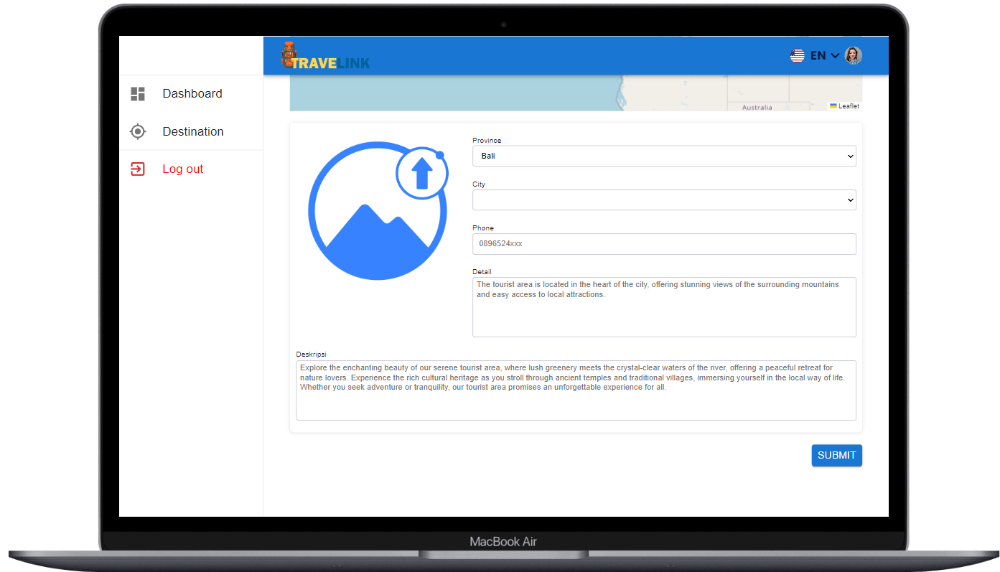 TRAVELINK
EN
Dashboard
Destination
Log out
Australia
Leaflet
Province
Bali
City
Phone
0896524xxx
Detail
The tourist area is located in the heart of the city, offering stunning views of the surrounding mountains
and easy access to local attractions.
Deskripsi
Explore the enchanting beauty of our serene tourist area, where lush greenery meets the crystal-clear waters of the river, offering a peaceful retreat for
nature lovers. Experience the rich cultural heritage as you stroll through ancient temples and traditional villages, immersing yourself in the local way of life.
Whether you seek adventure or tranquility, our tourist area promises an unforgettable experience for all.
SUBMIT
MacBook Air